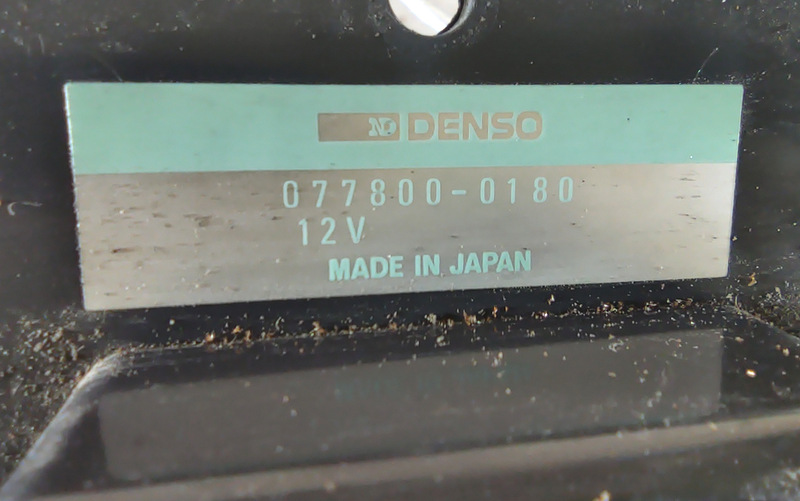 ND DENSO
077800-0180
12V
MADE IN JAPAN